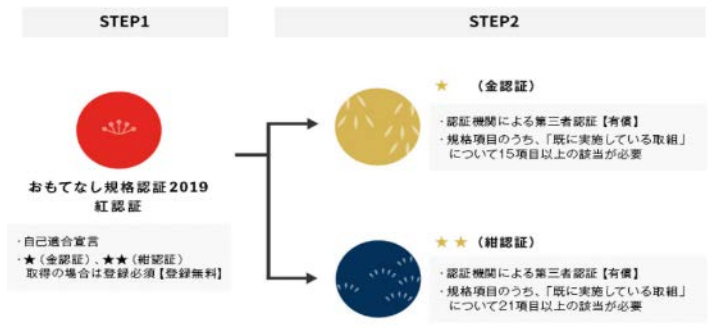 STEP1
STEP2
おもてなし規格認証2019
紅認証
・自己適合宣言
・★(金認証)、★★(紺認証)
取得の場合は登録必須【登録無料】
★ (金認証)
・認証機関による第三者認証【有償】
・規格項目のうち、「既に実施している取組」
について15項目以上の該当が必要
★★(紺認証)
・認証機関による第三者認証【有償】
・規格項目のうち、「既に実施している取組」
について21項目以上の該当が必要